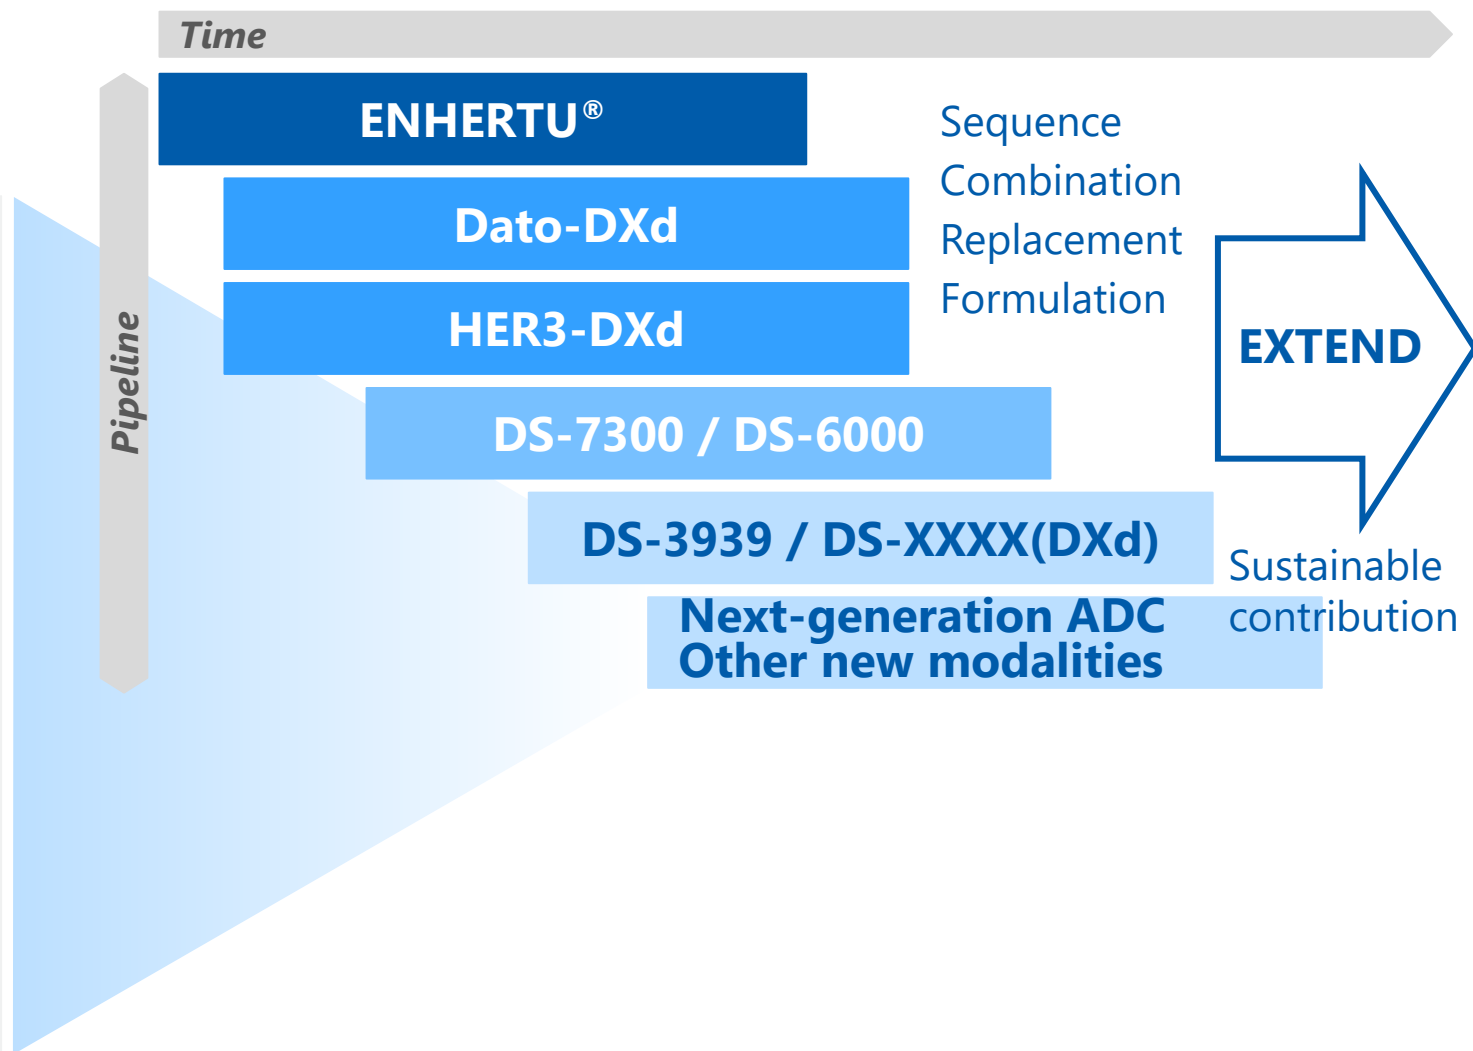 Time
Pipeline
ENHERTU®
Dato-DXd
HER3-DXd
DS-7300 / DS-6000
DS-3939 / DS-XXXX(DXd)
Next-generation ADC
Other new modalities
Sequence
Combination
Replacement
Formulation
EXTEND
Sustainable
contribution